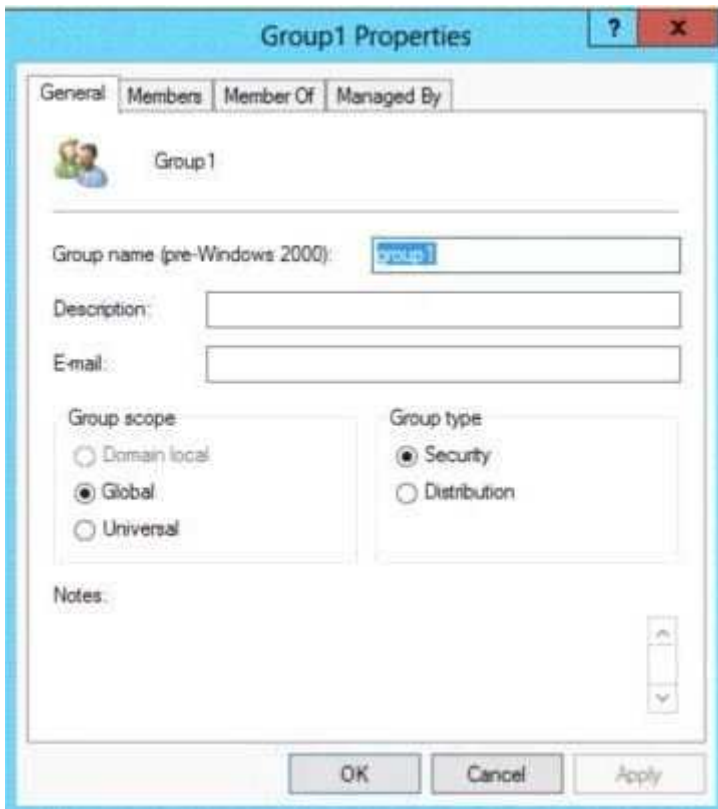 Group1 Properties
?
x
General Members Member Of Managed By
Group1
Group name (pre-Windows 2000): group1
Description:
E-mail:
Group scope
Domain local
Global
Universal
Group type
Security
Distribution
Notes:
OK Cancel Apply